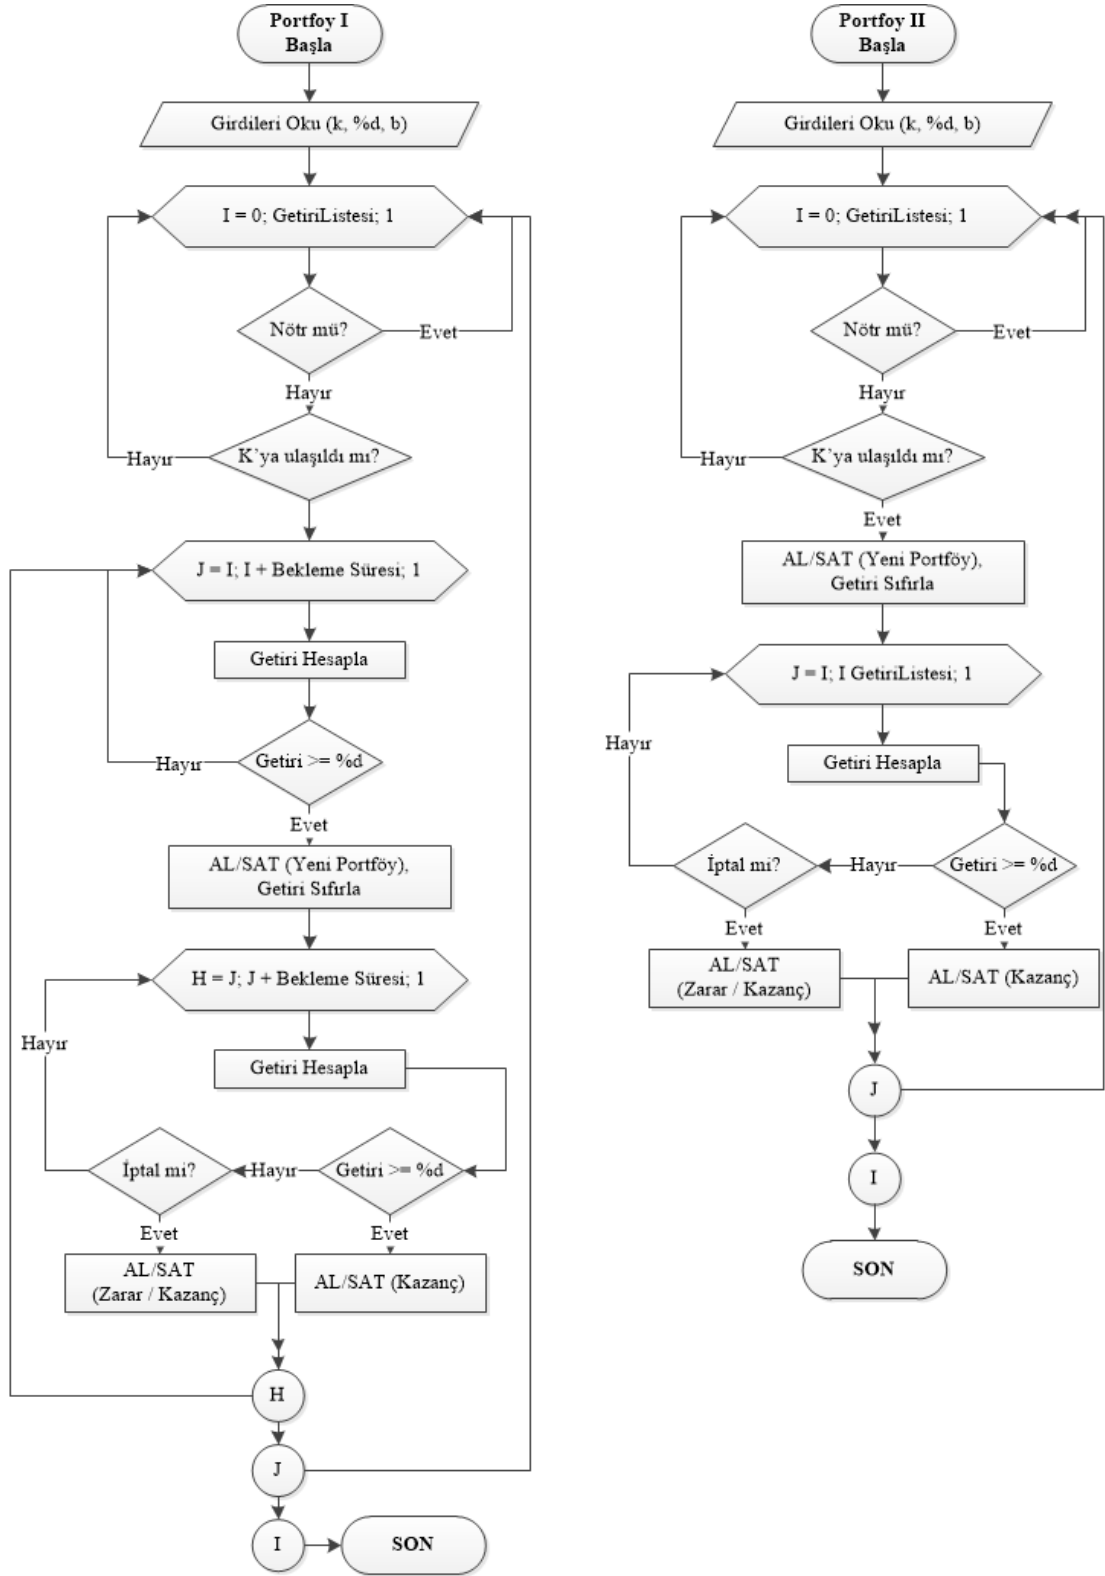 Portfoy I
Başla
Girdileri Oku (k, %d, b)
I = 0; GetiriListesi; 1
Nötr mü?
Evet
Hayır
K'ya ulaşıldı mı?
Hayır
J = I; I + Bekleme Süresi; 1
Getiri Hesapla
Getiri >= %d
Hayır
Evet
AL/SAT (Yeni Portföy),
Getiri Sıfırla
H = J; J + Bekleme Süresi; 1
Hayır
Getiri Hesapla
İptal mi?
Hayır
Getiri >= %d
Evet
Evet
AL/SAT
(Zarar / Kazanç)
AL/SAT (Kazanç)
H
J
I
SON
Portfoy II
Başla
Girdileri Oku (k, %d, b)
I = 0; GetiriListesi; 1
Nötr mü?
Evet
Hayır
K'ya ulaşıldı mı?
Hayır
Evet
AL/SAT (Yeni Portföy),
Getiri Sıfırla
J = I; I GetiriListesi; 1
Hayır
Getiri Hesapla
İptal mi?
Hayır
Getiri >= %d
Evet
Evet
AL/SAT
(Zarar / Kazanç)
AL/SAT (Kazanç)
J
I
SON